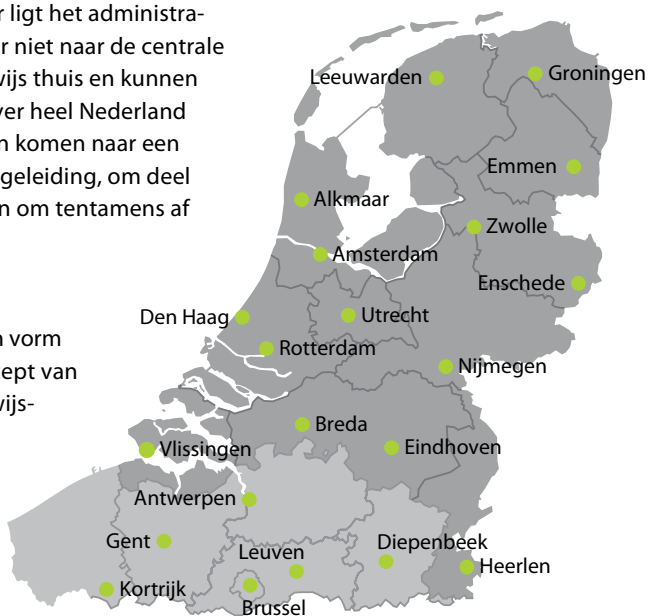 r ligt het administra-
r niet naar de centrale
wijs thuis en kunnen
ver heel Nederland
n komen naar een
geleiding, om deel
n om tentamens af
n vorm
ept van
wijs-
Leeuwarden
Groningen
Emmen
Alkmaar
Zwolle
Amsterdam
Enschede
Den Haag
Utrecht
Rotterdam
Nijmegen
Breda
Vlissingen
Eindhoven
Antwerpen
Gent
Leuven
Diepenbeek
Heerlen
Kortrijk
Brussel